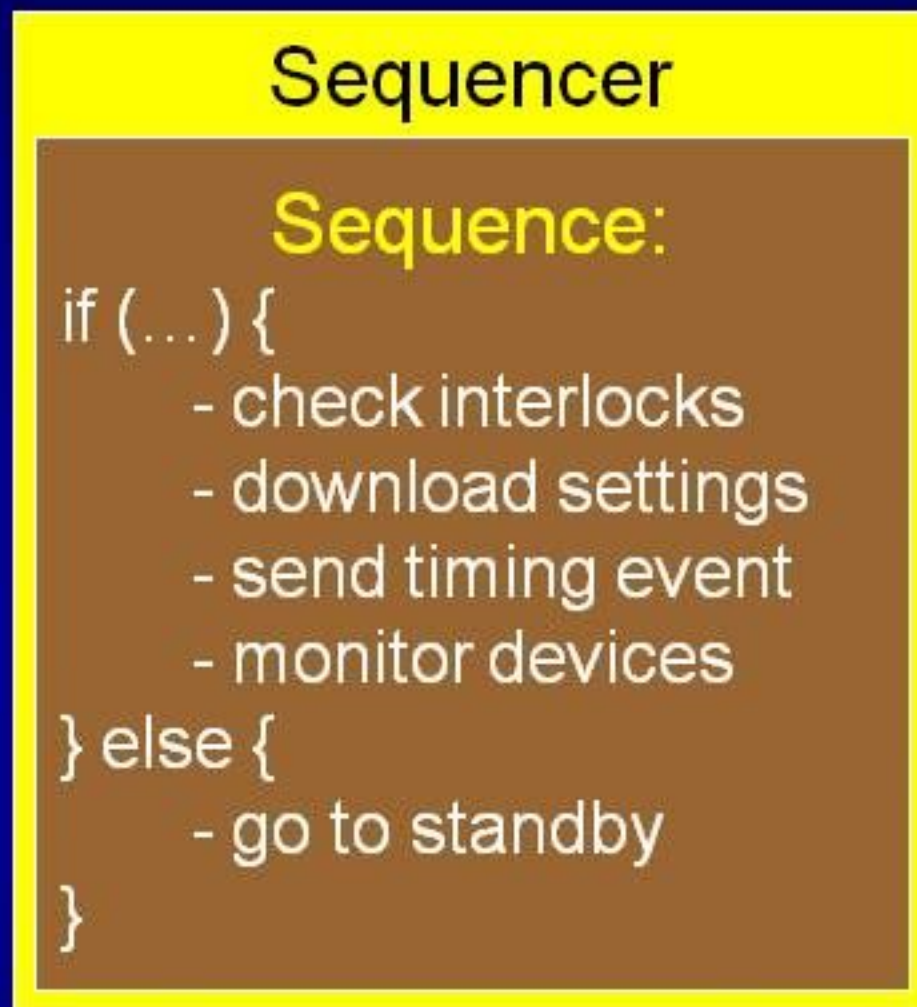 Sequencer
Sequence:
if (...) {
- check interlocks
- download settings
- send timing event
- monitor devices
} else {
- go to standby
}